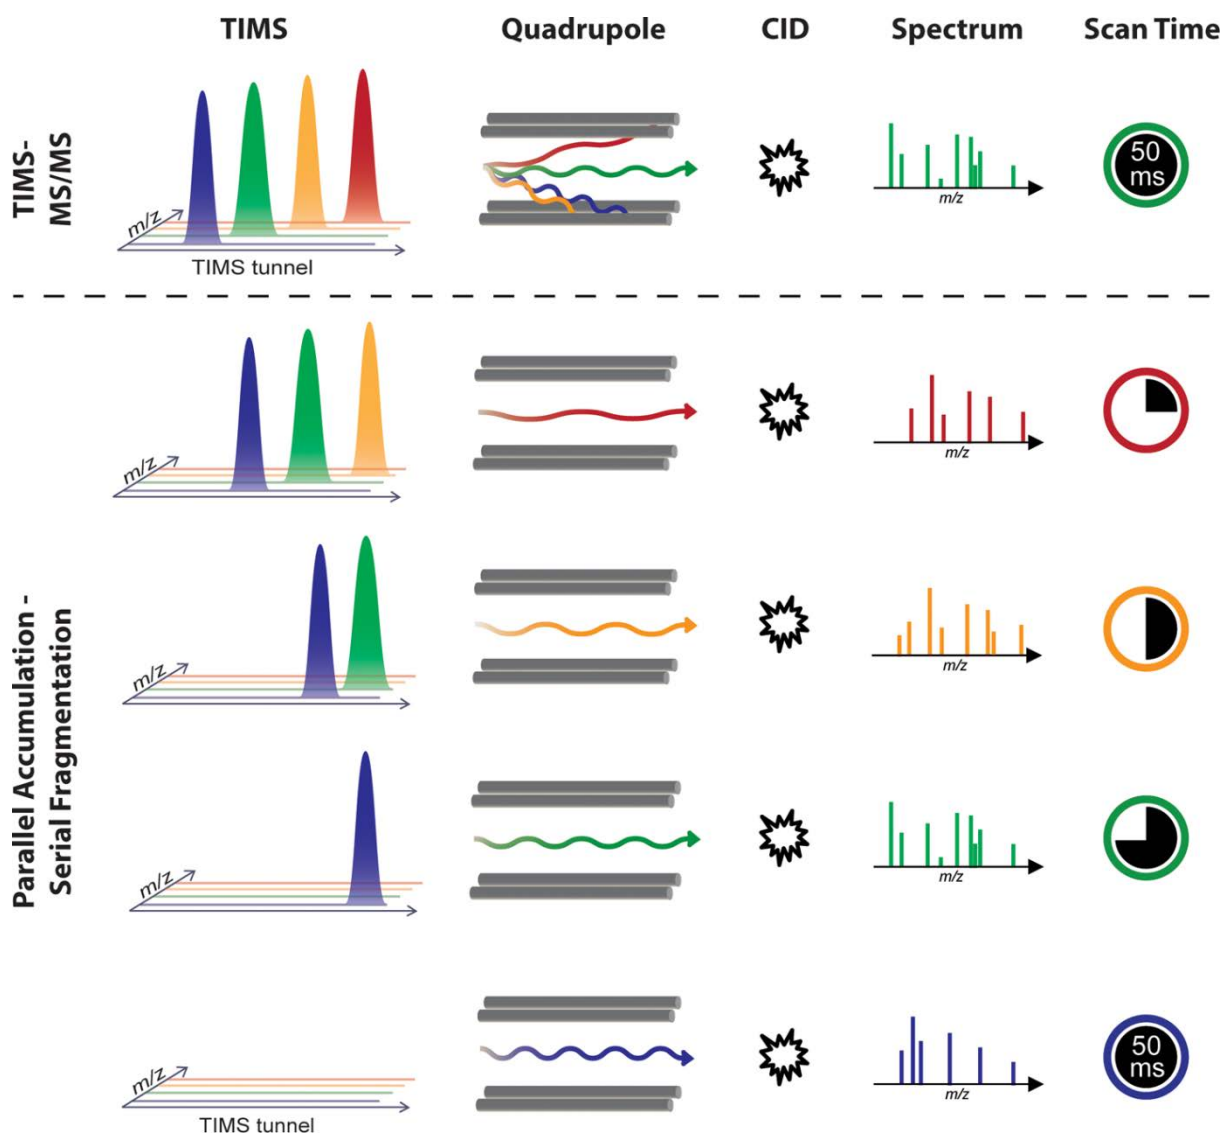 TIMS
Quadrupole
CID
Spectrum
Scan Time
TIMS-
MS/MS
m/z
TIMS tunnel
m/z
50
ms
Parallel Accumulation -
Serial Fragmentation
m/z
m/z
m/z
m/z
m/z
m/z
m/z
TIMS tunnel
m/z
50
ms